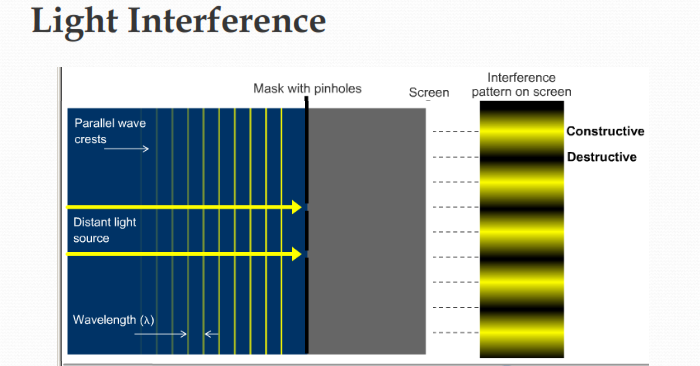 Light Interference
Mask with pinholes
Screen
Interference
pattern on screen
Parallel wave
crests
Constructive
Destructive
Distant light
source
Wavelength (λ)